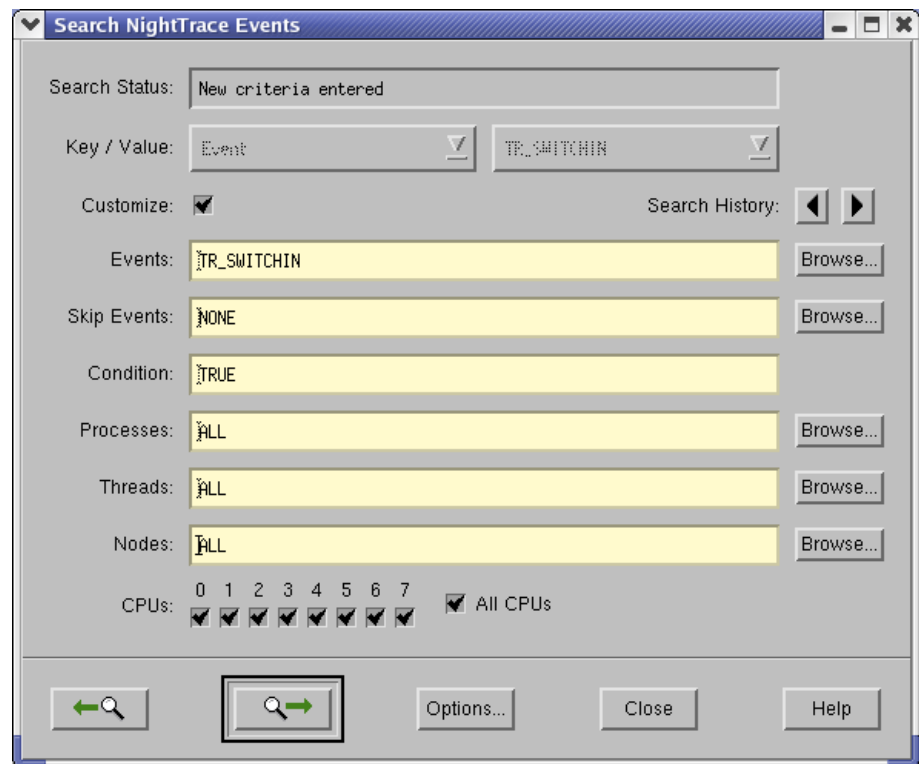 Search NightTrace Events
Search Status: New criteria entered
Key / Value: Event TR_SWITCHIN
Customize: Search History:
Events: TR_SWITCHIN Browse...
Skip Events: NONE Browse...
Condition: TRUE
Processes: ALL Browse...
Threads: ALL Browse...
Nodes: ALL Browse...
0 1 2 3 4 5 6 7
CPUs: All CPUs
Options... Close Help